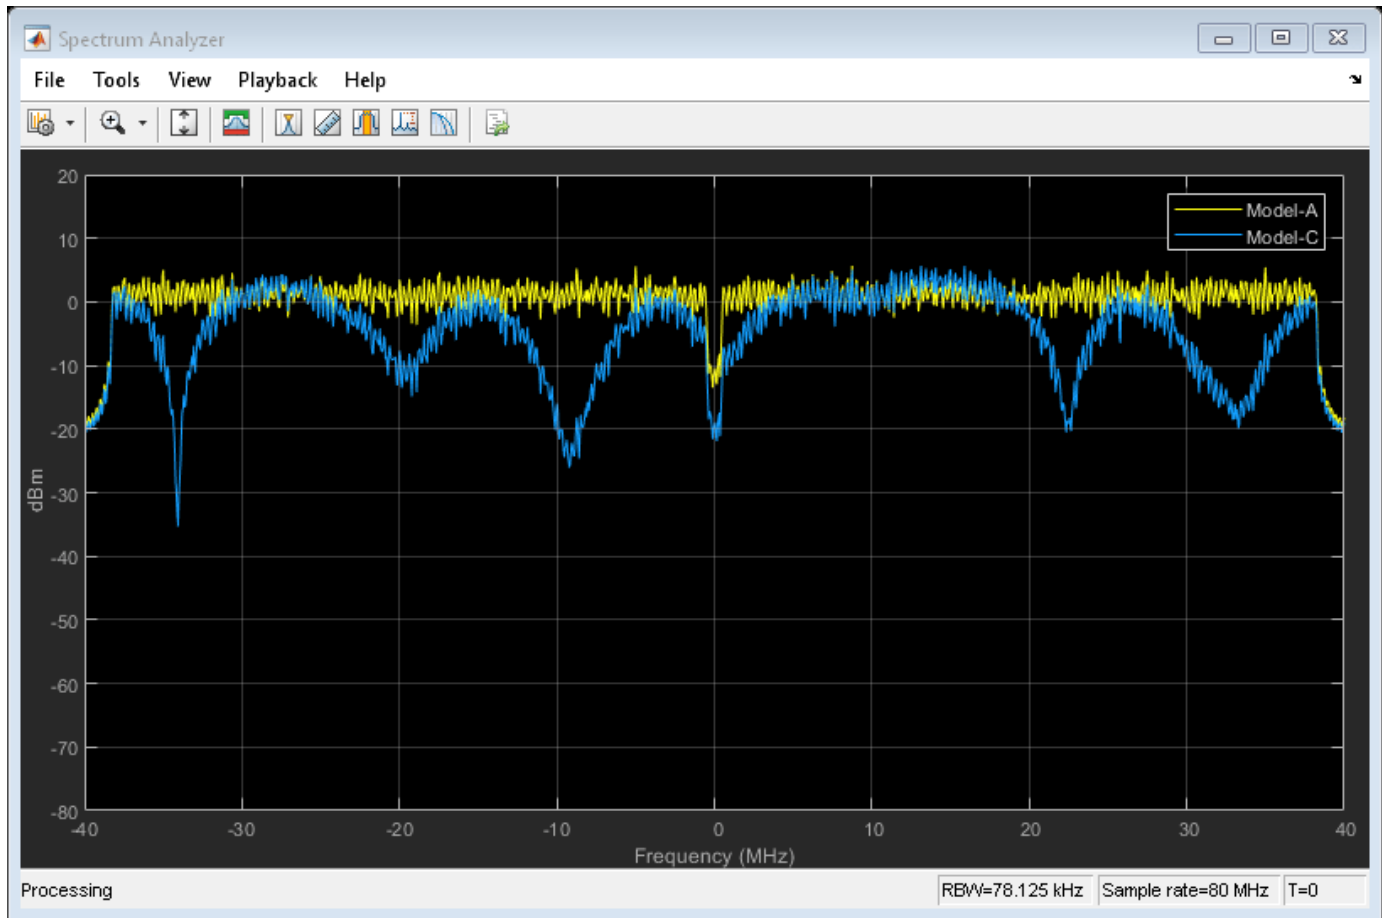 Spectrum Analyzer
File Tools View Playback Help
20
10
0
-10
-20
-30
-40
-50
-60
-70
-80
dBm
Model-A
Model-C
-40 -30 -20 -10 0 10 20 30 40
Frequency (MHz)
Processing RBW=78.125 kHz Sample rate=80 MHz T=0